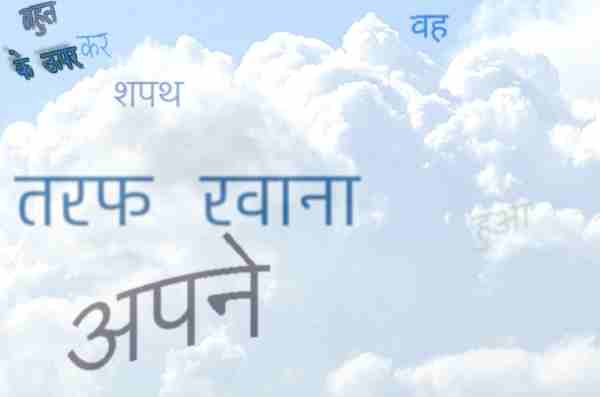 बहुत
वह
कर
के ऊपर
शपथ
तरफ रवाना
हुआ
अपने